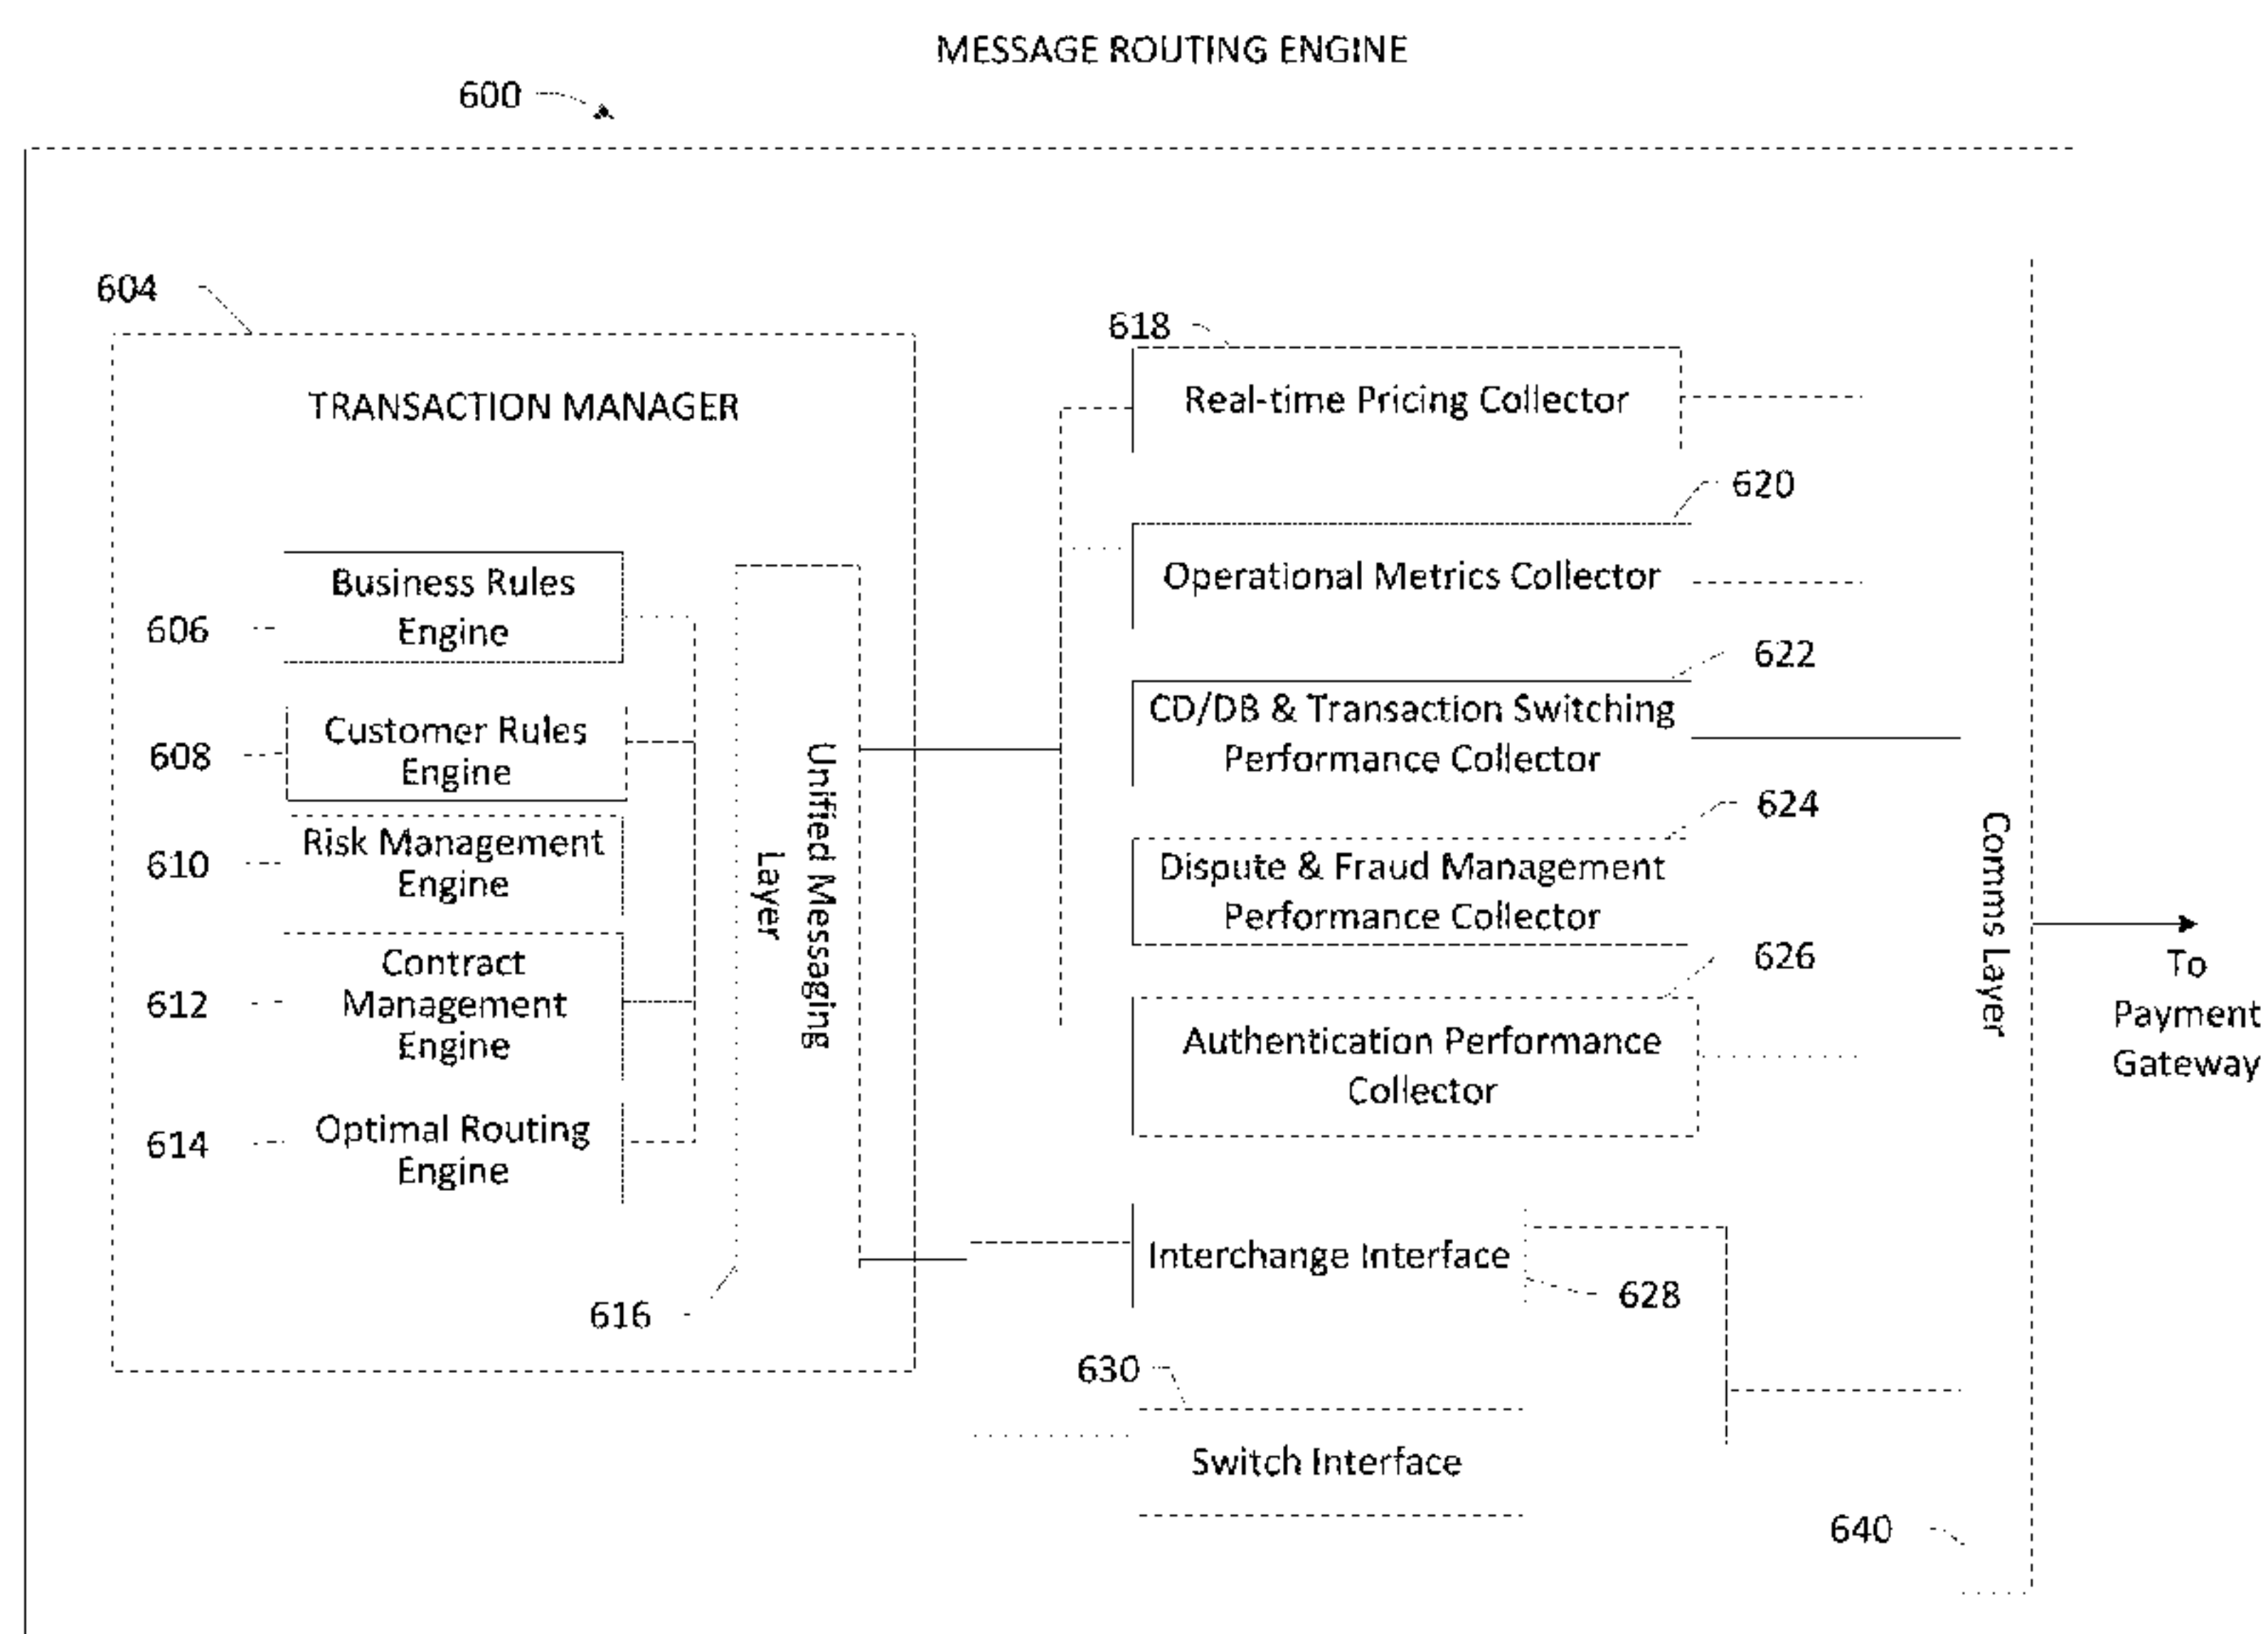 MESSAGE ROUTING ENGINE
600
604
TRANSACTION MANAGER
606
Business Rules
Engine
608
Customer Rules
Engine
610
Risk Management
Engine
612
Contract
Management
Engine
614
Optimal Routing
Engine
616
Unified Messaging
Layer
618
Real-time Pricing Collector
620
Operational Metrics Collector
622
CD/DB & Transaction Switching
Performance Collector
624
Dispute & Fraud Management
Performance Collector
626
Authentication Performance
Collector
Interchange Interface
628
630
Switch Interface
640
Comms Layer
To
Payment
Gateway